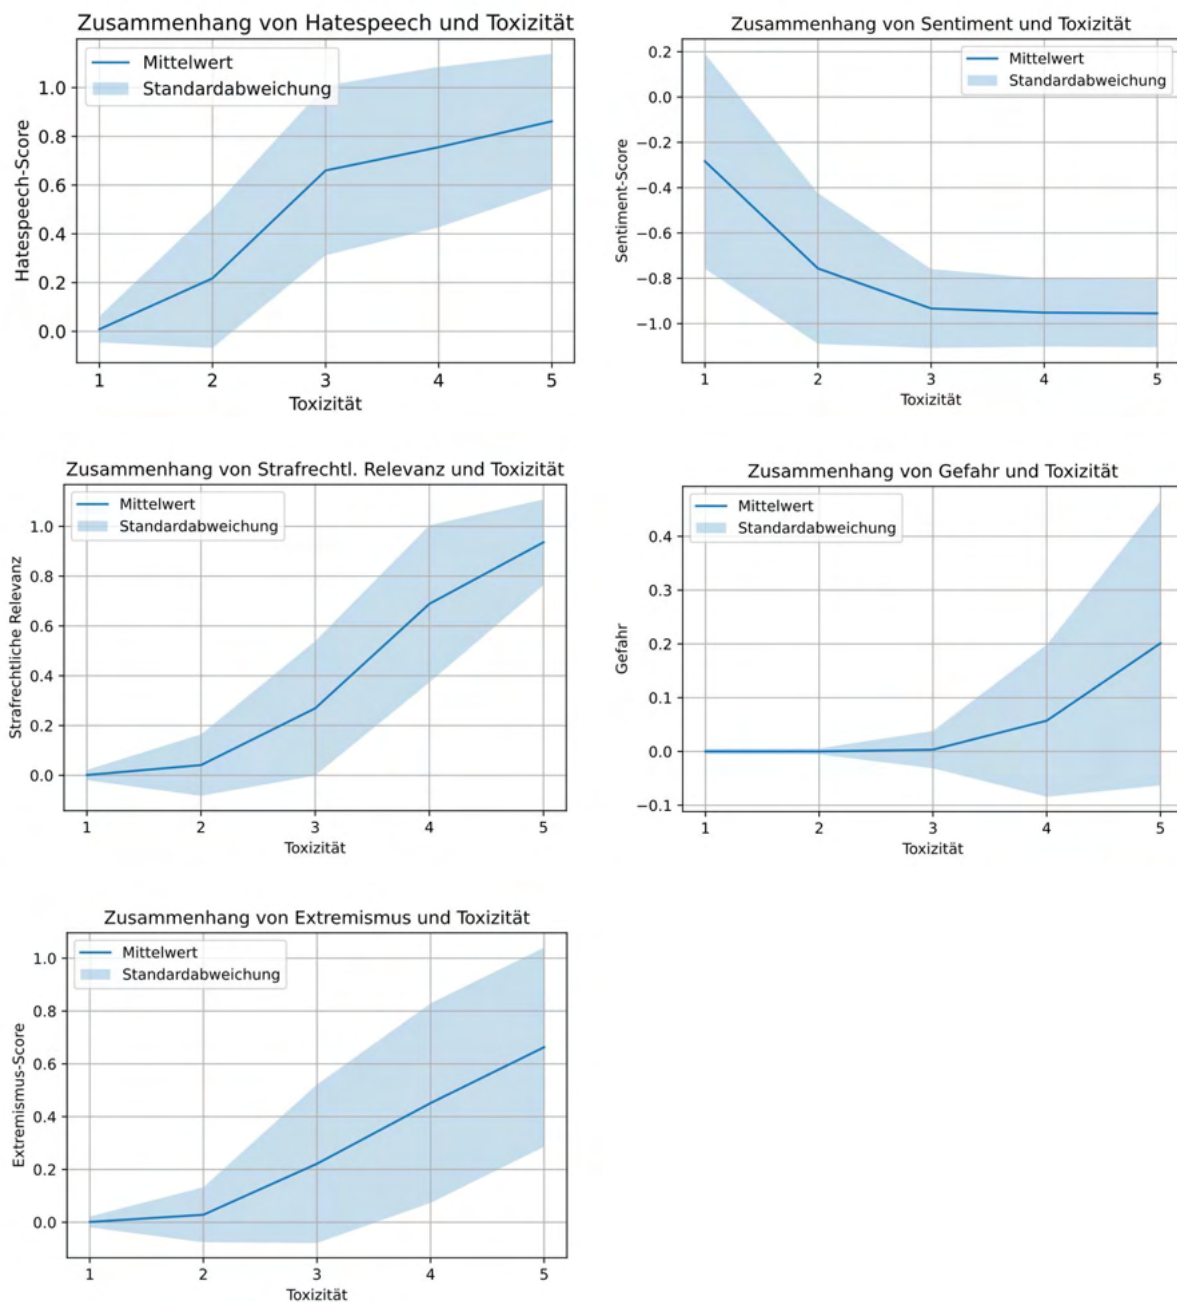 Zusammenhang von Hatespeech und Toxizität
Mittelwert
Standardabweichung
1.0
0.8
0.6
0.4
0.2
0.0
Hatespeech-Score
1 2 3 4 5
Toxizität
Zusammenhang von Sentiment und Toxizität
Mittelwert
Standardabweichung
0.2
0.0
−0.2
−0.4
−0.6
−0.8
−1.0
Sentiment-Score
1 2 3 4 5
Toxizität
Zusammenhang von Strafrechtl. Relevanz und Toxizität
Mittelwert
Standardabweichung
1.0
0.8
0.6
0.4
0.2
0.0
Strafrechtliche Relevanz
1 2 3 4 5
Toxizität
Zusammenhang von Gefahr und Toxizität
Mittelwert
Standardabweichung
0.4
0.3
0.2
0.1
0.0
−0.1
Gefahr
1 2 3 4 5
Toxizität
Zusammenhang von Extremismus und Toxizität
Mittelwert
Standardabweichung
1.0
0.8
0.6
0.4
0.2
0.0
Extremismus-Score
1 2 3 4 5
Toxizität